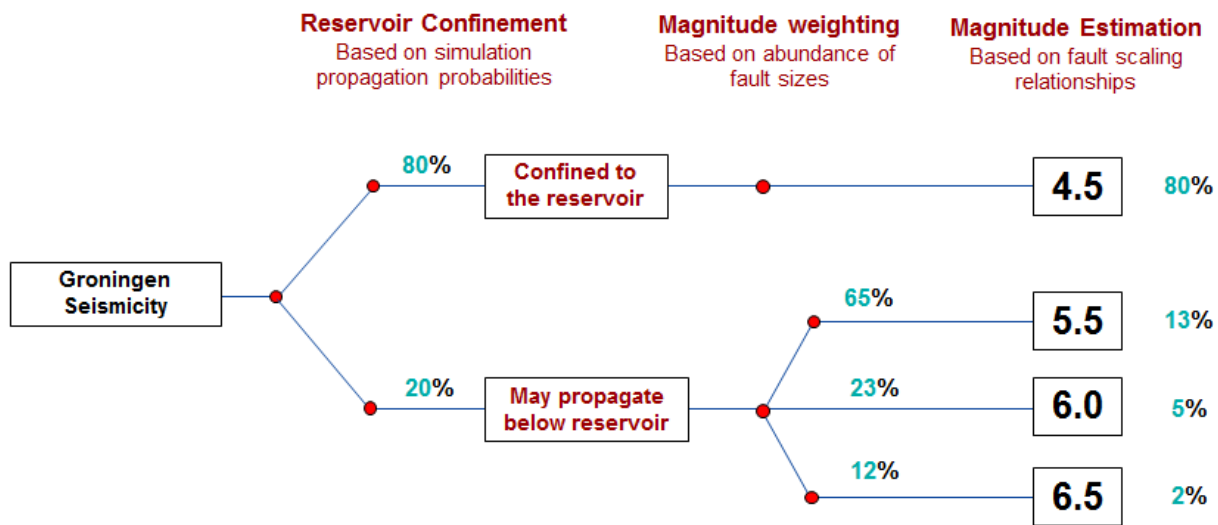 Reservoir Confinement
Based on simulation
propagation probabilities
Magnitude weighting
Based on abundance of
fault sizes
Magnitude Estimation
Based on fault scaling
relationships
80%
Confined to
the reservoir
4.5
80%
Groningen
Seismicity
65%
5.5
13%
20%
May propagate
below reservoir
23%
6.0
5%
12%
6.5
2%